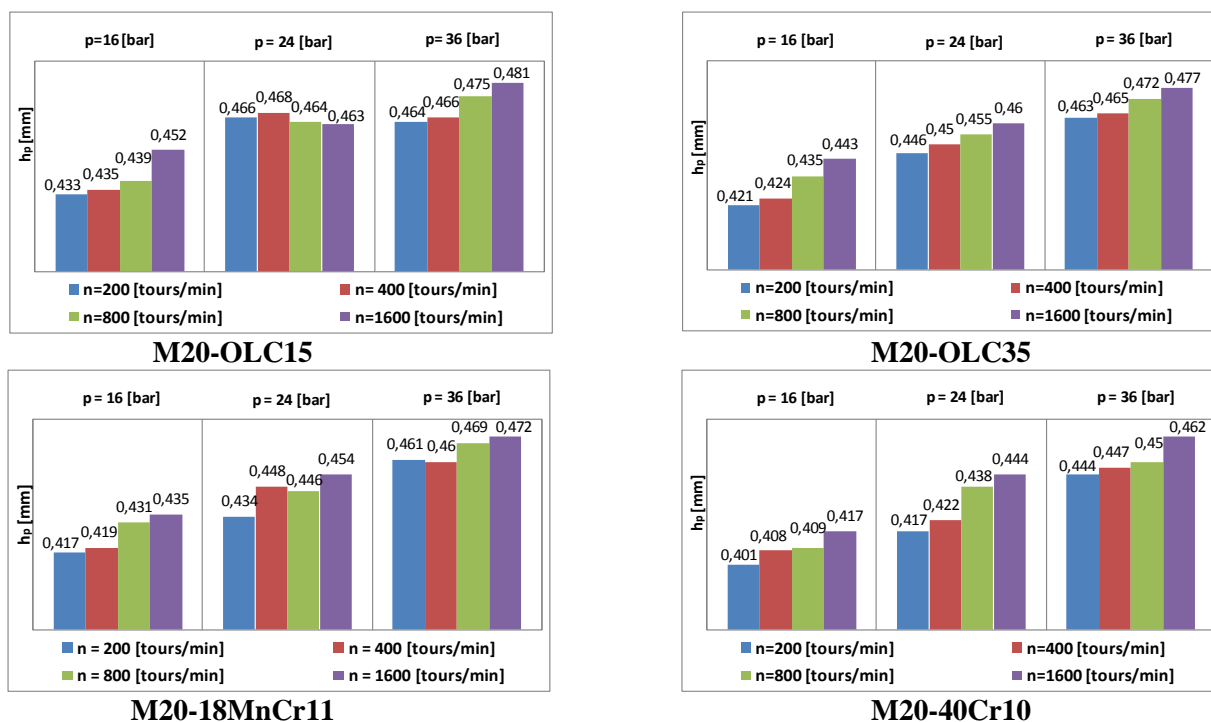 p=16 [bar] p = 24 [bar] p= 36 [bar]
hp [mm]
0,433 0,435 0,439 0,452 0,466 0,468 0,464 0,463 0,464 0,466 0,475 0,481
n=200 [tours/min] n= 400 [tours/min]
n=800 [tours/min] n=1600 [tours/min]
M20-OLC15
p = 16 [bar] p = 24 [bar] p = 36 [bar]
hp [mm]
0,421 0,424 0,435 0,443 0,446 0,45 0,455 0,46 0,463 0,465 0,472 0,477
n=200 [tours/min] n=400 [tours/min]
n=800 [tours/min] n=1600 [tours/min]
M20-OLC35
p = 16 [bar] p = 24 [bar] p = 36 [bar]
hp [mm]
0,417 0,419 0,431 0,435 0,434 0,448 0,446 0,454 0,461 0,46 0,469 0,472
n = 200 [tours/min] n = 400 [tours/min]
n = 800 [tours/min] n = 1600 [tours/min]
M20-18MnCr11
p = 16 [bar] p = 24 [bar] p = 36 [bar]
hp [mm]
0,401 0,408 0,409 0,417 0,417 0,422 0,438 0,444 0,444 0,447 0,45 0,462
n=200 [tours/min] n=400 [tours/min]
n=800 [tours/min] n=1600 [tours/min]
M20-40Cr10